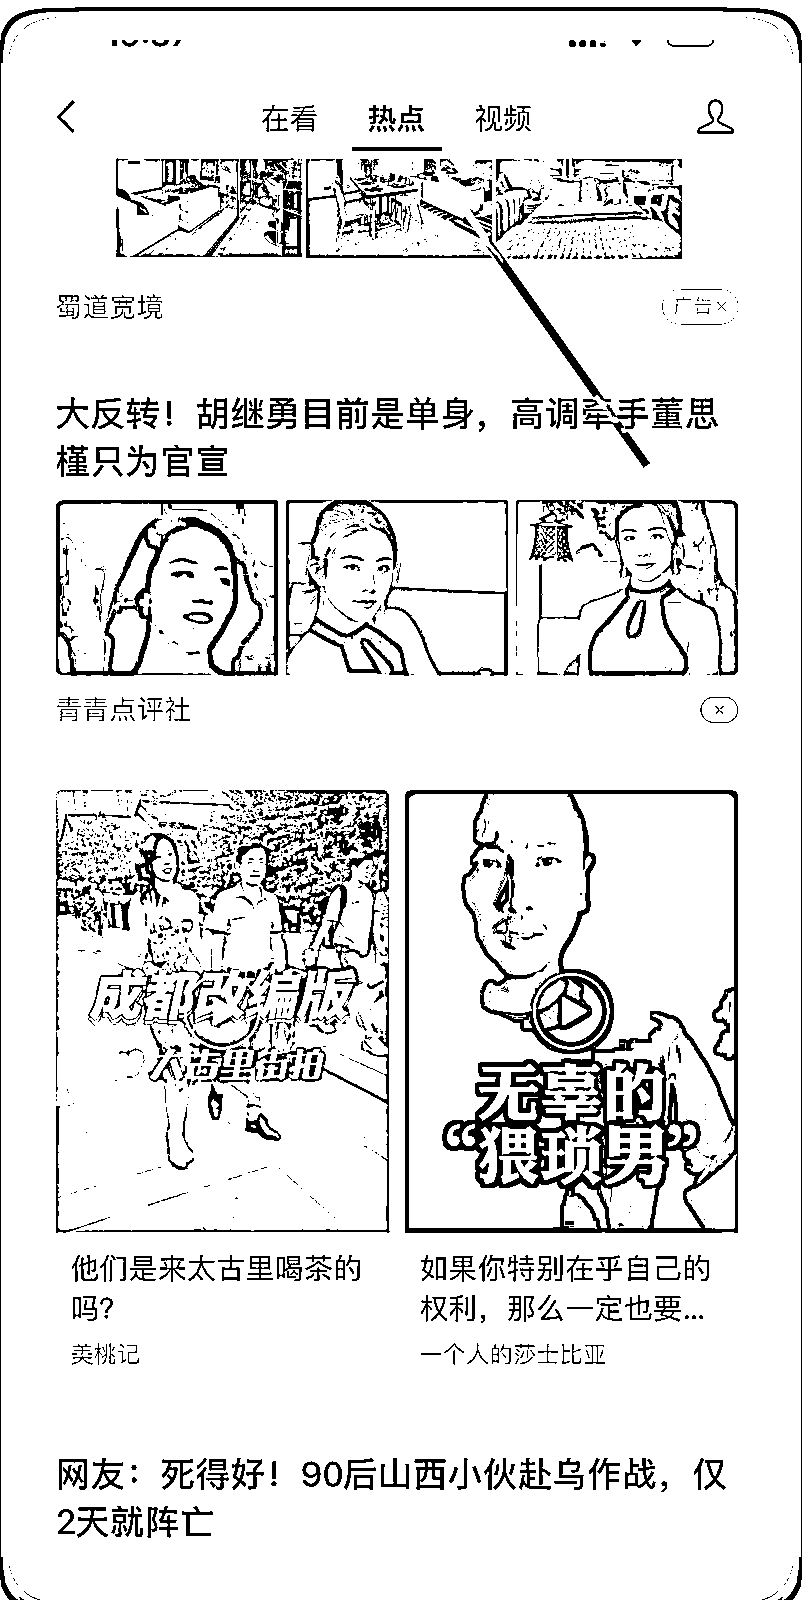 在看 热点 视频
蜀道宽境
广告×
大反转！胡继勇目前是单身，高调牵手董思
槿只为官宣
青青点评社
×
成都改编版
太古里街拍
无辜的
“猥琐男”
他们是来太古里喝茶的
吗?
美桃记
如果你特别在乎自己的
权利，那么一定也要...
一个人的莎士比亚
网友：死得好！90后山西小伙赴乌作战，仅
2天就阵亡